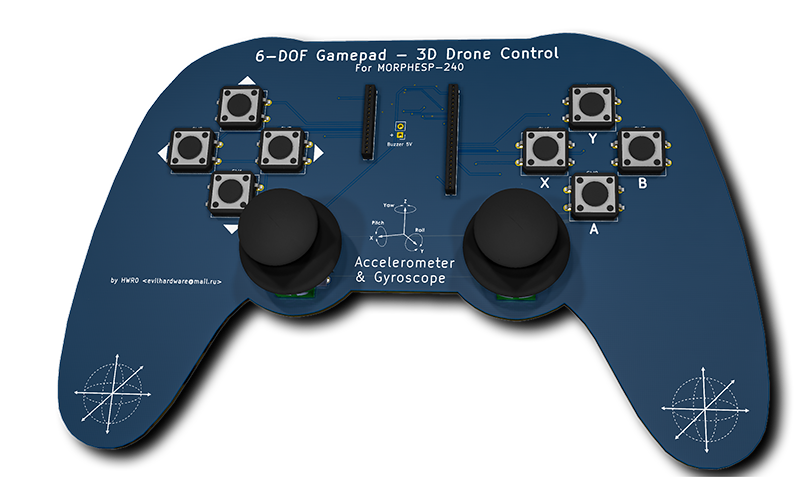 6-DOF Gamepad - 3D Drone Control
For MORPHESP-240
Buzzer 5V
+
Y
X
B
A
Yaw
Z
Pitch
Roll
X
Y
Accelerometer
& Gyroscope
by HWR0 <evilhardware@mail.ru>